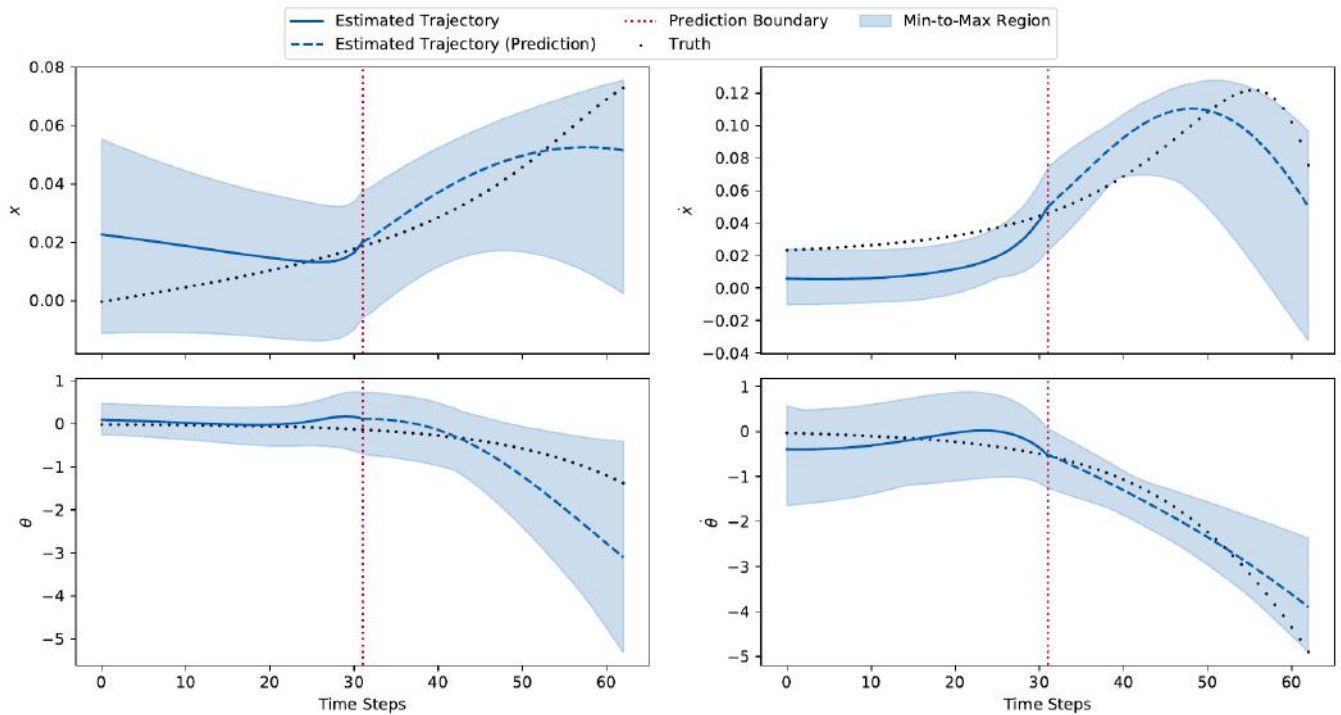 Estimated Trajectory
Estimated Trajectory (Prediction)
Prediction Boundary
Truth
Min-to-Max Region
0.08
0.06
0.04
0.02
0.00
x
0.12
0.10
0.08
0.06
0.04
0.02
0.00
−0.02
−0.04
ẋ
1
0
−1
−2
−3
−4
−5
θ
0 10 20 30 40 50 60
Time Steps
1
0
−1
−2
−3
−4
−5
θ̇
0 10 20 30 40 50 60
Time Steps